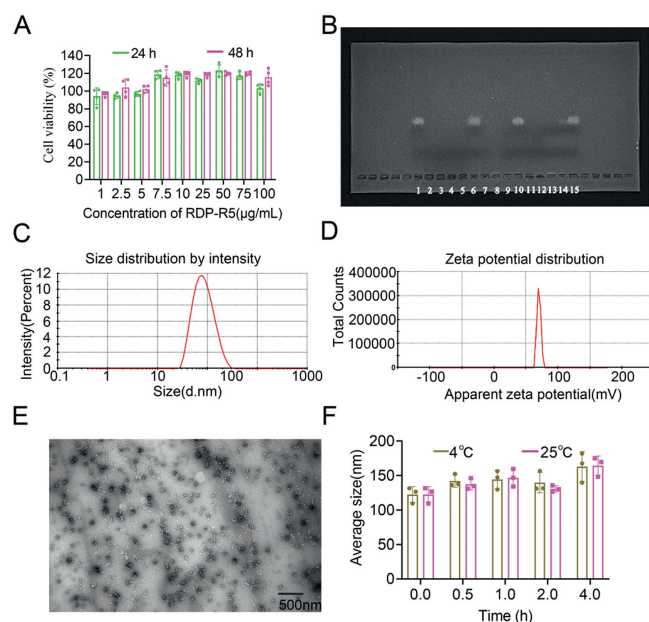 A
24 h
48 h
Cell viability (%)
140
120
100
80
60
40
20
0
1 2.5 5 7.5 10 25 50 75 100
Concentration of RDP-R5(μg/mL)
B
1 2 3 4 5 6 7 8 9 10 11 12 13 14 15
C
Size distribution by intensity
Intensity(Percent)
12
10
8
6
4
2
0
0.1 1 10 100 1000
Size(d.nm)
D
Zeta potential distribution
Total Counts
400000
300000
200000
100000
0
-100 0 100 200
Apparent zeta potential(mV)
E
500nm
F
4℃
25℃
Average size(nm)
200
150
100
50
0
0.0 0.5 1.0 2.0 4.0
Time (h)